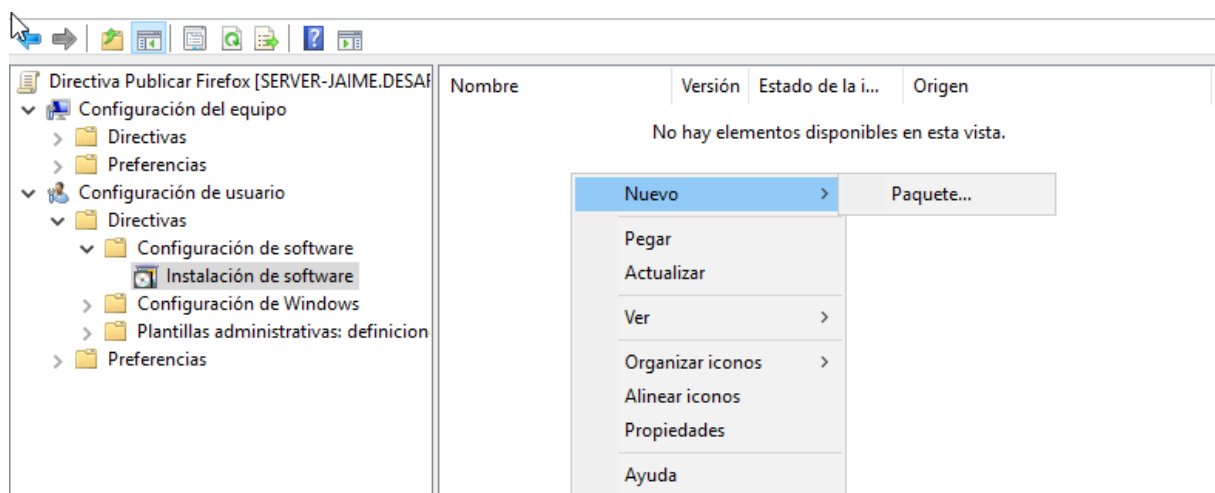 Directiva Publicar Firefox [SERVER-JAIME.DESAF
Configuración del equipo
Directivas
Preferencias
Configuración de usuario
Directivas
Configuración de software
Instalación de software
Configuración de Windows
Plantillas administrativas: definicion
Preferencias
Nombre Versión Estado de la i... Origen
No hay elementos disponibles en esta vista.
Nuevo
Paquete...
Pegar
Actualizar
Ver
Organizar iconos
Alinear iconos
Propiedades
Ayuda